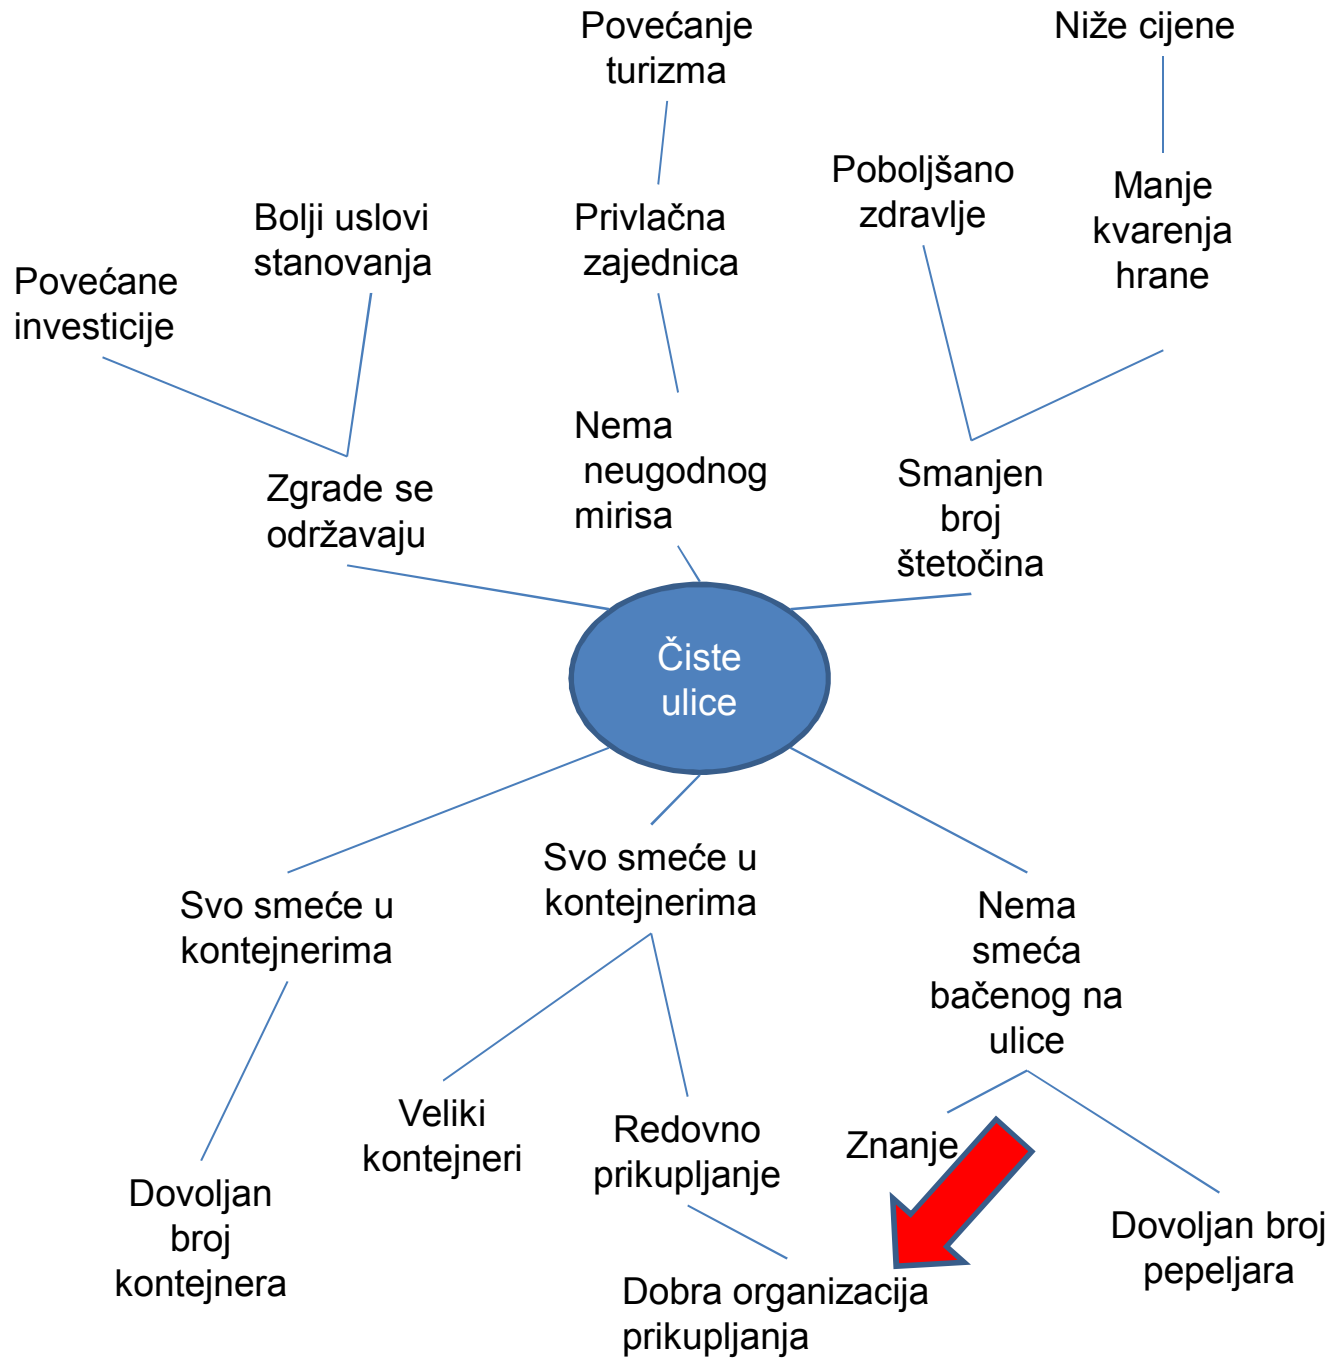 Povećanje
turizma
Niže cijene
Poboljšano
zdravlje
Manje
kvarenja
hrane
Bolji uslovi
stanovanja
Privlačna
zajednica
Povećane
investicije
Nema
neugodnog
mirisa
Zgrade se
održavaju
Smanjen
broj
štetočina
Čiste
ulice
Svo smeće u
kontejnerima
Svo smeće u
kontejnerima
Nema
smeća
bačenog na
ulice
Veliki
kontejneri
Redovno
prikupljanje
Znanje
Dovoljan
broj
kontejnera
Dovoljan broj
pepeljara
Dobra organizacija
prikupljanja